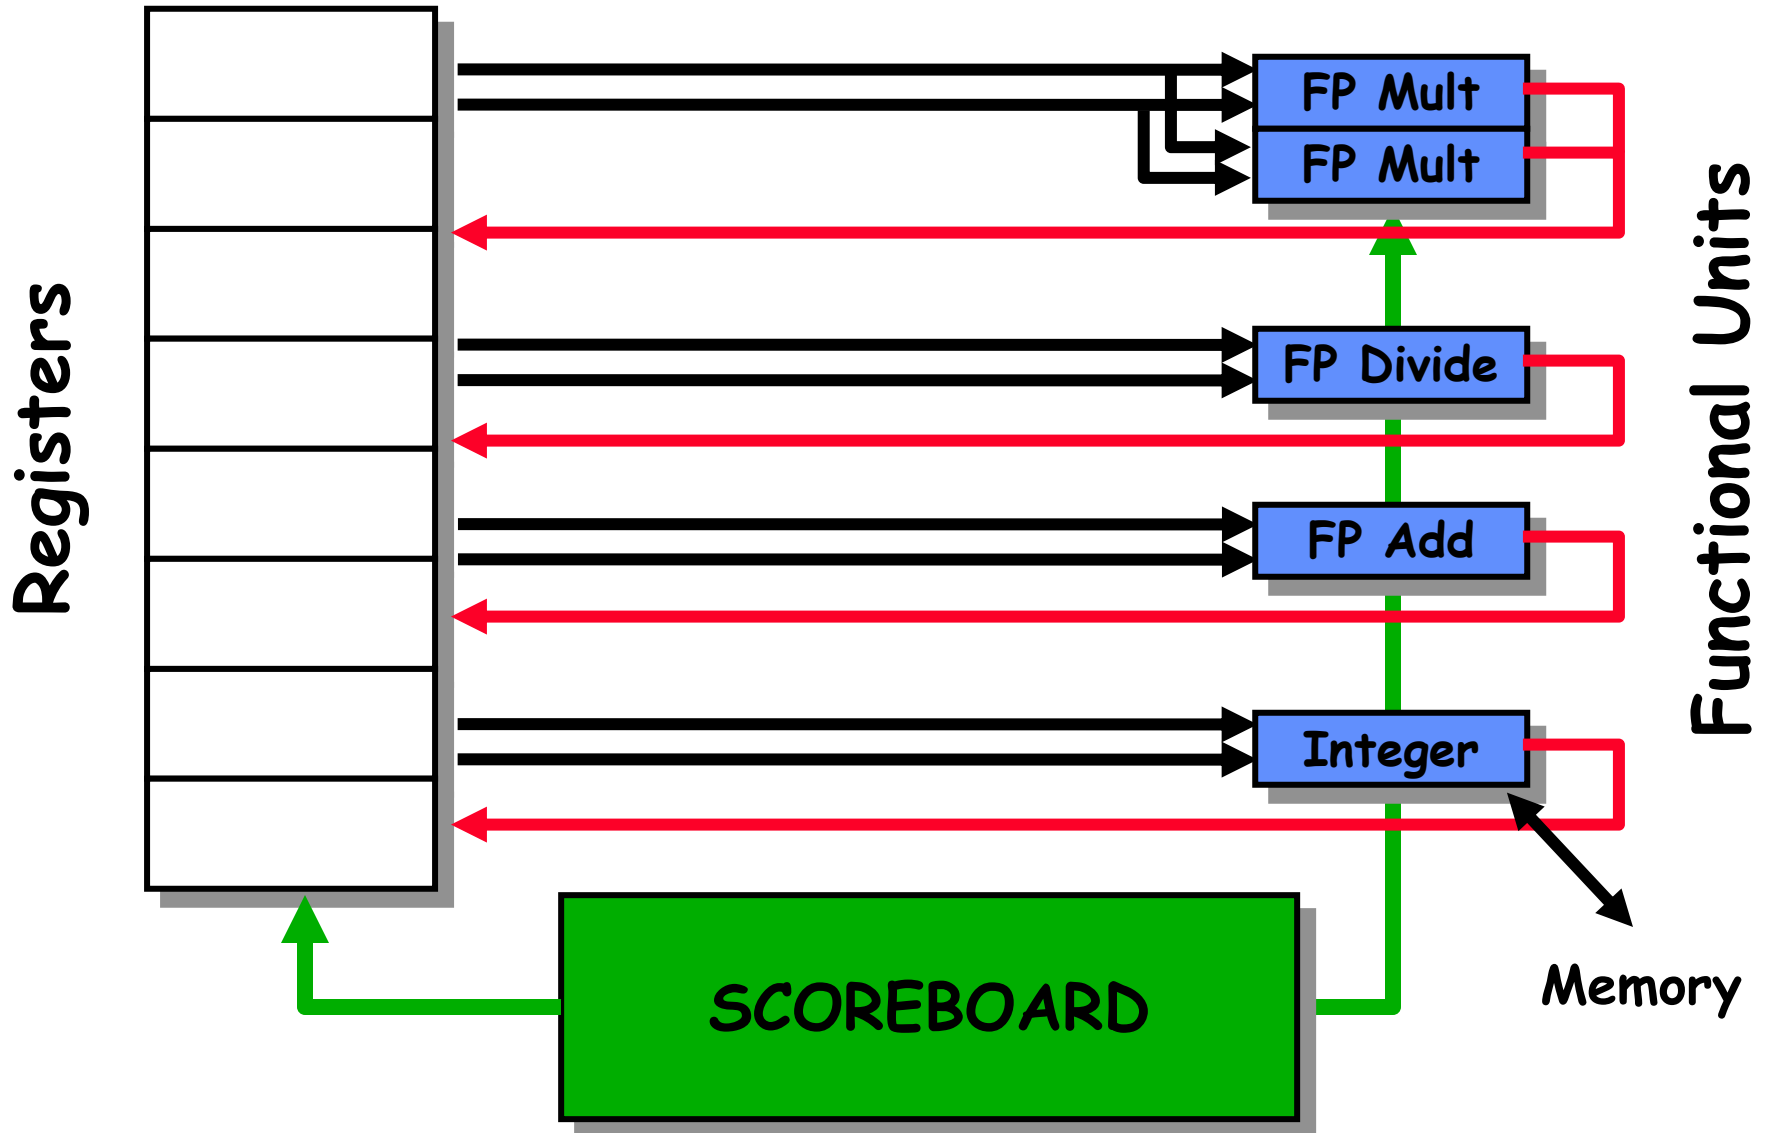 Registers
FP Mult
FP Mult
FP Divide
FP Add
Integer
Functional Units
Memory
SCOREBOARD